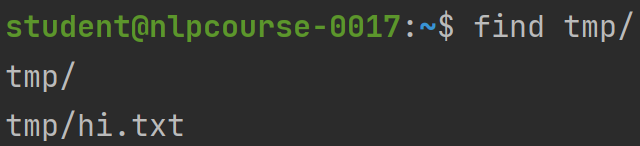 student@nlpcourse-0017:~$ find tmp/
tmp/
tmp/hi.txt